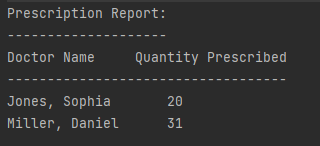 Prescription Report:
--------------------
Doctor Name     Quantity Prescribed
-----------------------------------
Jones, Sophia       20
Miller, Daniel      31